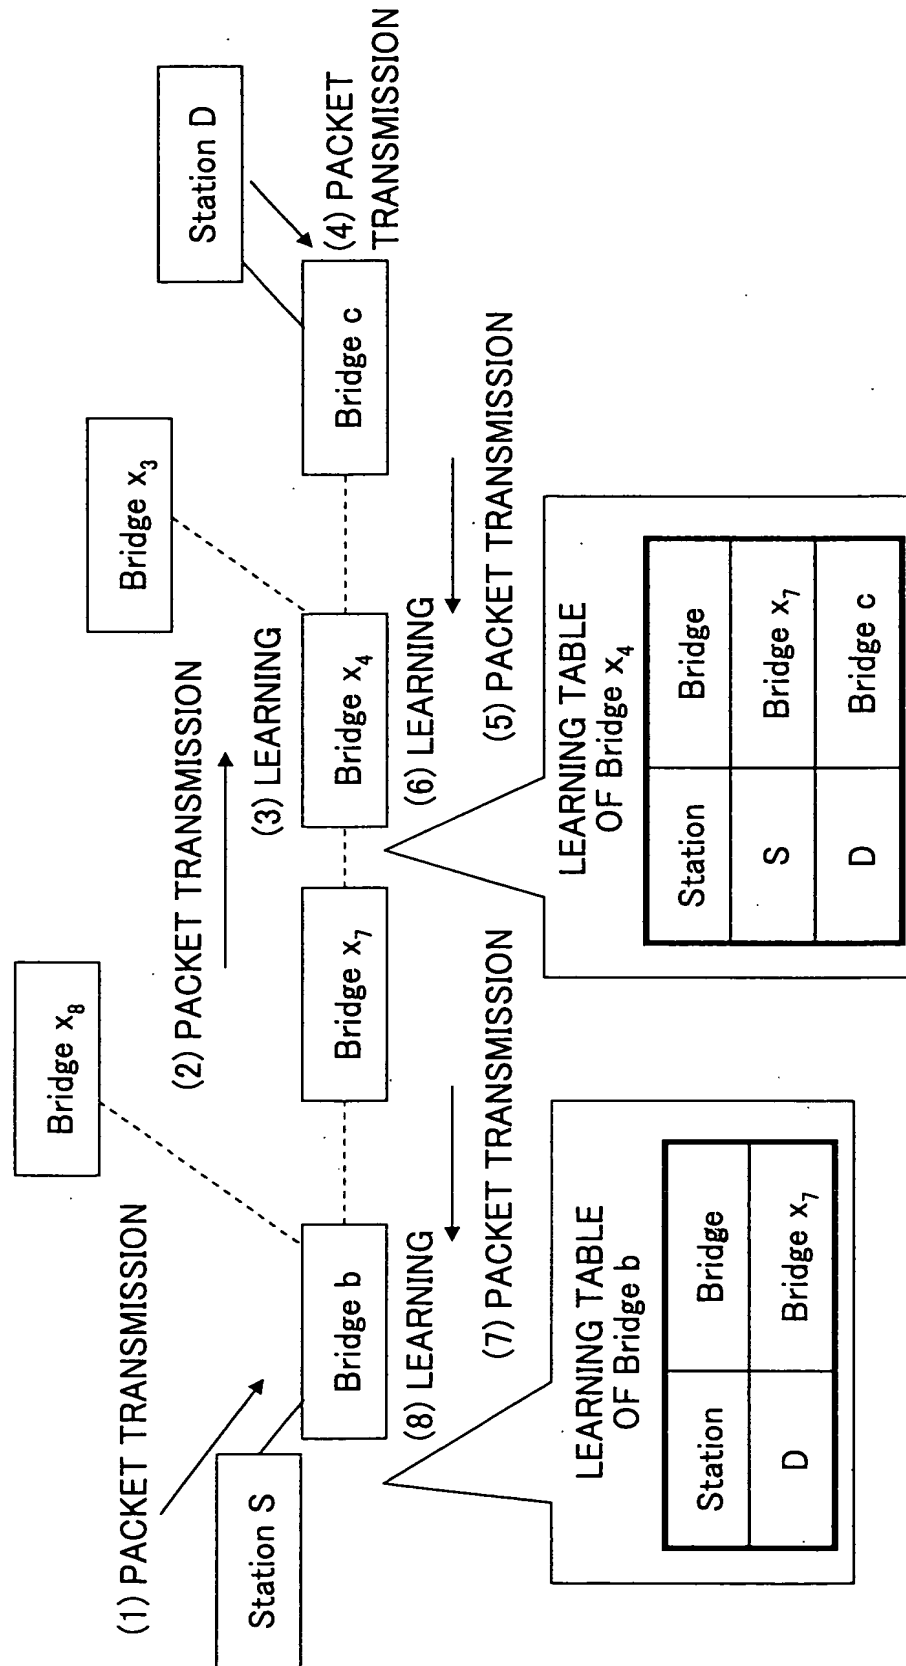 (1) PACKET TRANSMISSION
Station S
Bridge b
(8) LEARNING
Bridge x₈
(2) PACKET TRANSMISSION
Bridge x₇
(7) PACKET TRANSMISSION
(3) LEARNING
Bridge x₄
(6) LEARNING
Bridge x₃
(5) PACKET TRANSMISSION
Bridge c
Station D
(4) PACKET
TRANSMISSION
LEARNING TABLE
OF Bridge b
Station Bridge
D Bridge x₇
LEARNING TABLE
OF Bridge x₄
Station Bridge
S Bridge x₇
D Bridge c